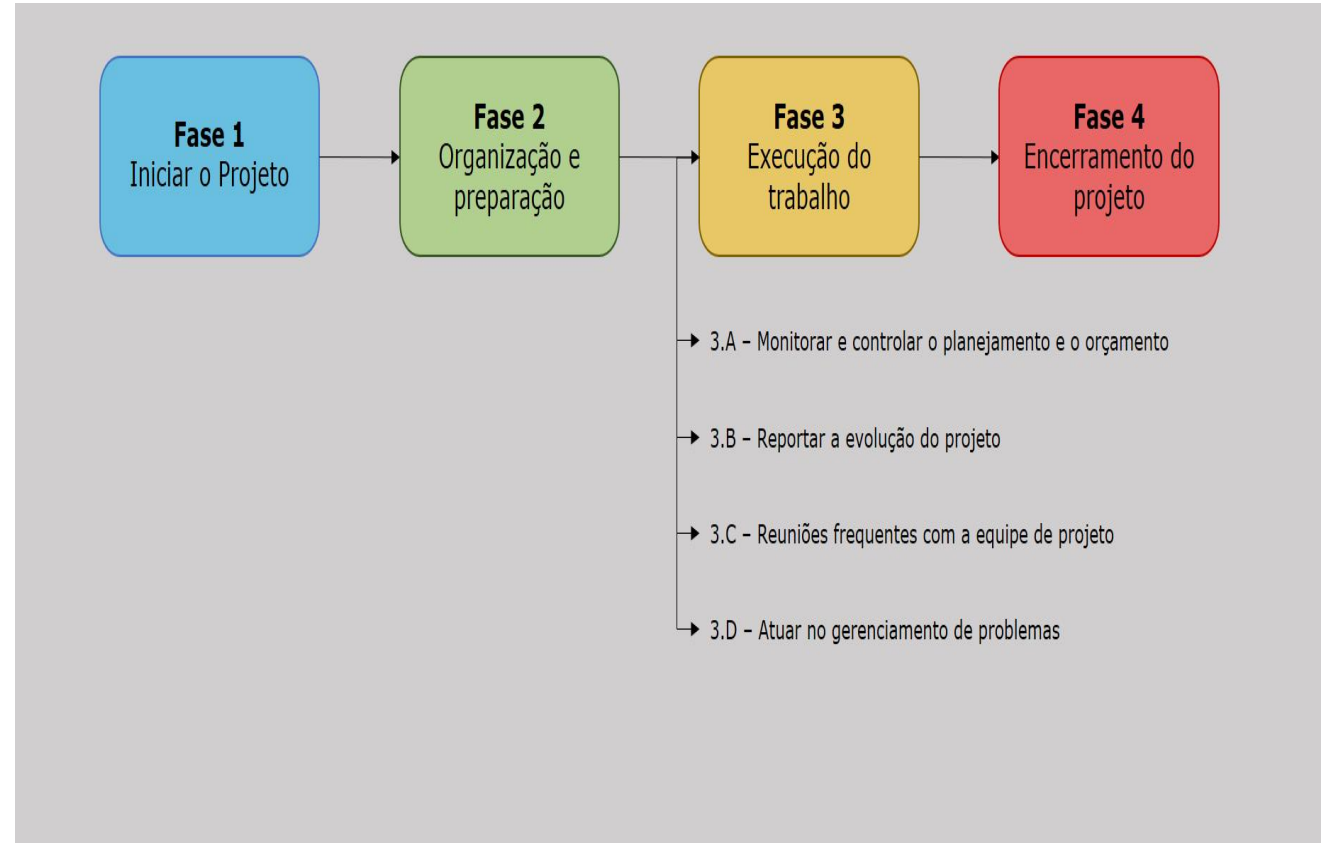 Fase 1
Iniciar o Projeto
Fase 2
Organização e
preparação
Fase 3
Execução do
trabalho
Fase 4
Encerramento do
projeto
3.A – Monitorar e controlar o planejamento e o orçamento
3.B – Reportar a evolução do projeto
3.C – Reuniões frequentes com a equipe de projeto
3.D – Atuar no gerenciamento de problemas